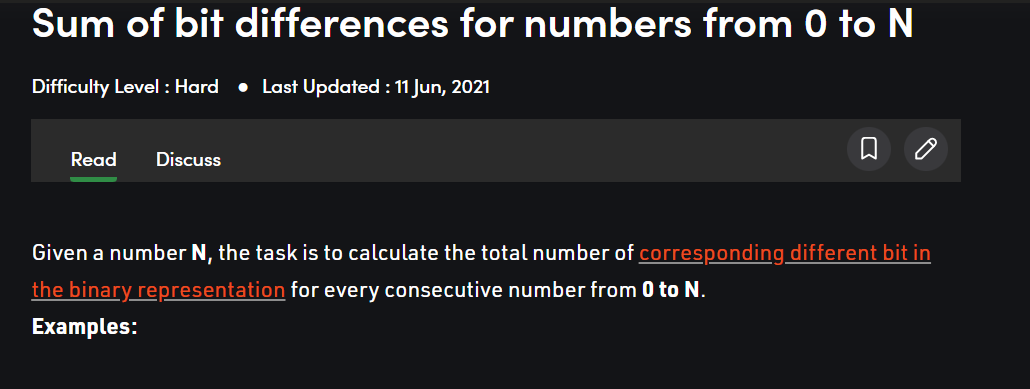 Sum of bit differences for numbers from 0 to N
Difficulty Level : Hard ● Last Updated : 11 Jun, 2021
Read Discuss
Given a number N, the task is to calculate the total number of corresponding different bit in
the binary representation for every consecutive number from 0 to N.
Examples: